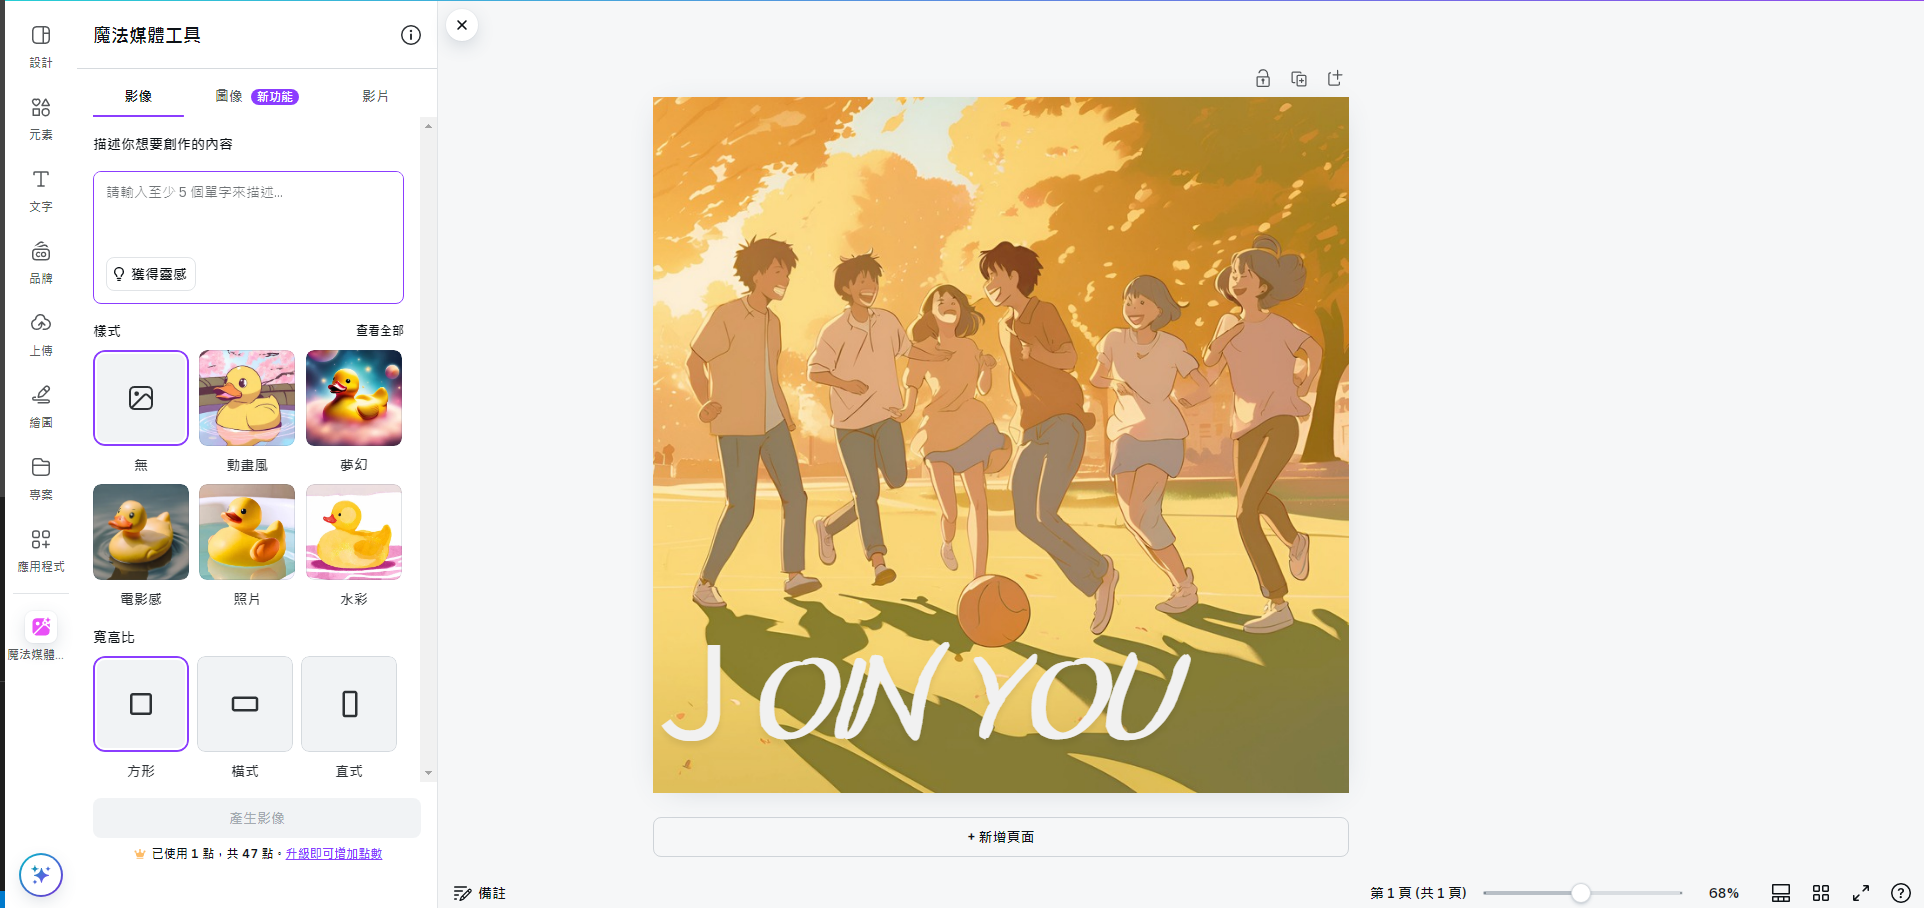 設計
元素
文字
品牌
上傳
繪圖
專案
應用程式
魔法媒體...
魔法媒體工具
影像
圖像 新功能
影片
描述你想要創作的內容
請輸入至少 5 個單字來描述...
獲得靈感
樣式
查看全部
無
動畫風
夢幻
電影感
照片
水彩
寬高比
方形
橫式
直式
產生影像
已使用 1 點，共 47 點。升級即可增加點數
JOIN YOU
+ 新增頁面
備註
第 1 頁 (共 1 頁)
68%